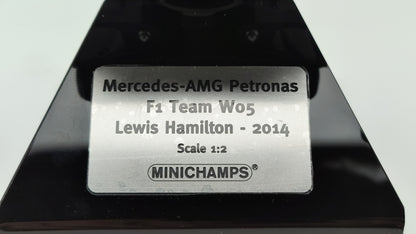 Mercedes-AMG Petronas
F1 Team W05
Lewis Hamilton - 2014
Scale 1:2
MINICHAMPS®